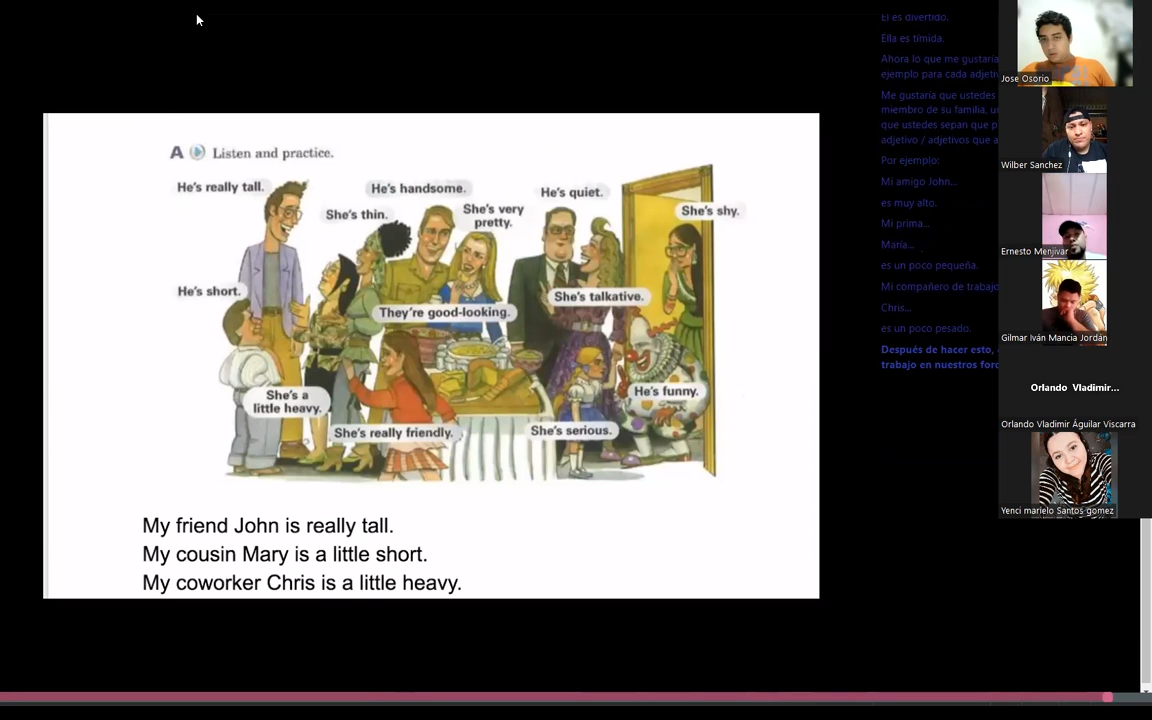 A Listen and practice.
He's really tall.
He's handsome.
He's quiet.
She's thin.
She's very
pretty.
She's shy.
He's short.
They're good-looking.
She's talkative.
She's a
little heavy.
He's funny.
She's really friendly.
She's serious.
My friend John is really tall.
My cousin Mary is a little short.
My coworker Chris is a little heavy.
El es divertido.
Ella es tímida.
Ahora lo que me gustaría
ejemplo para cada adjeti
Me gustaría que ustedes
miembro de su familia, u
que ustedes sepan que p
adjetivo / adjetivos que a
Por ejemplo:
Mi amigo John...
es muy alto.
Mi prima...
Maria...
es un poco pequeña.
Mi compañero de trabajo
Chris...
es un poco pesado.
Después de hacer esto,
trabajo en nuestros foro
Jose Osorio
Wilber Sanchez
Ernesto Menjivar
Gilmar Iván Mancia Jordán
Orlando Vladimir...
Orlando Vladimir Águilar Viscarra
Yenci marielo Santos gomez